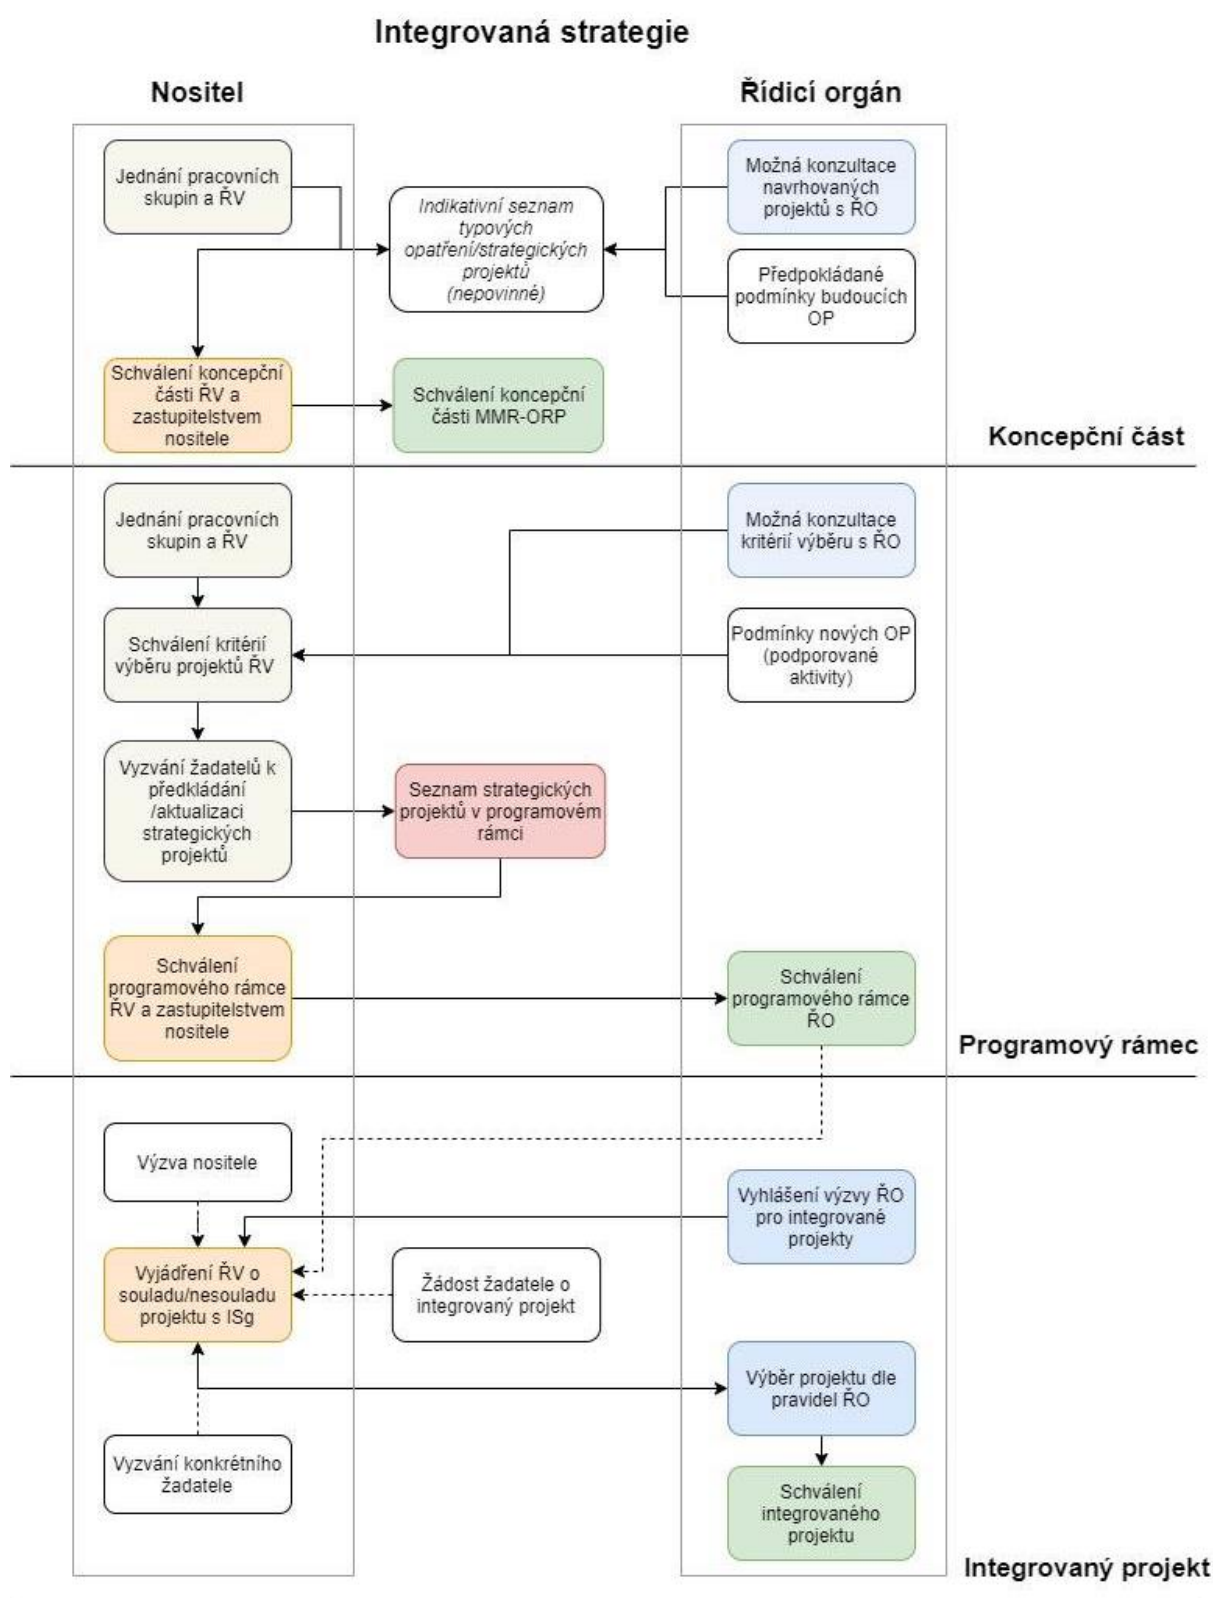 Integrovaná strategie
Nositel
Řídicí orgán
Jednání pracovních
skupin a ŘV
Indikativní seznam
typových
opatření/strategických
projektů
(nepovinné)
Možná konzultace
navrhovaných
projektů s ŘO
Předpokládané
podmínky budoucích
OP
Schválení koncepční
části ŘV a
zastupitelstvem
nositele
Schválení koncepční
části MMR-ORP
Koncepční část
Jednání pracovních
skupin a ŘV
Možná konzultace
kritérií výběru s ŘO
Schválení kritérií
výběru projektů ŘV
Podmínky nových OP
(podporované
aktivity)
Vyzvání žadatelů k
předkládání
/aktualizaci
strategických
projektů
Seznam strategických
projektů v programovém
rámci
Schválení
programového rámce
ŘV a zastupitelstvem
nositele
Schválení
programového rámce
ŘO
Programový rámec
Výzva nositele
Vyhlášení výzvy ŘO
pro integrované
projekty
Vyjádření ŘV o
souladu/nesouladu
projektu s ISg
Žádost žadatele o
integrovaný projekt
Výběr projektu dle
pravidel ŘO
Vyzvání konkrétního
žadatele
Schválení
integrovaného
projektu
Integrovaný projekt